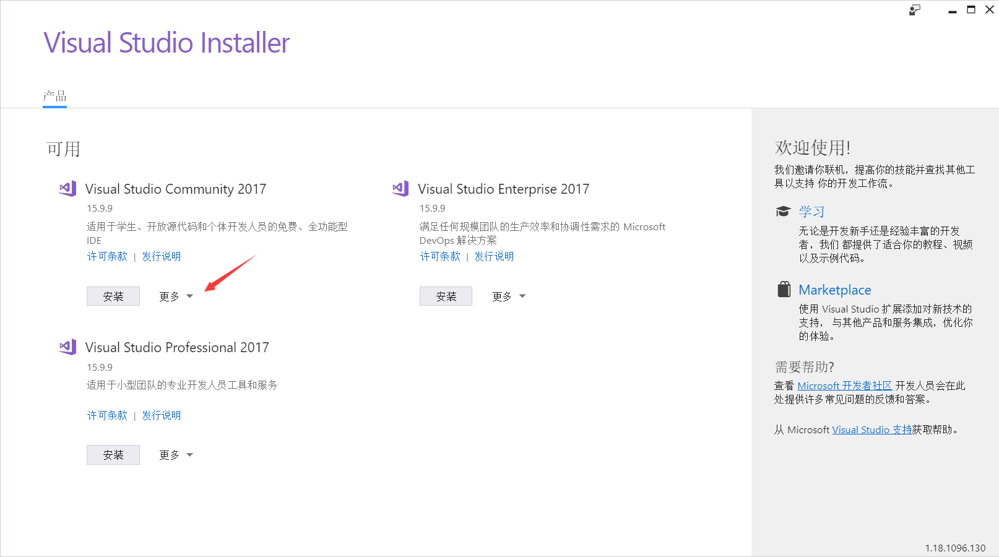 Visual Studio Installer
产品
可用
Visual Studio Community 2017
15.9.9
适用于学生、开放源代码和个体开发人员的免费、全功能型
IDE
许可条款 | 发行说明
安装 更多
Visual Studio Enterprise 2017
15.9.9
满足任何规模团队的生产效率和协调性需求的 Microsoft
DevOps 解决方案
许可条款 | 发行说明
安装 更多
Visual Studio Professional 2017
15.9.9
适用于小型团队的专业开发人员工具和服务
许可条款 | 发行说明
安装 更多
欢迎使用!
我们邀请你联机，提高你的技能并查找其他工
具以支持 你的开发工作流。
学习
无论是开发新手还是经验丰富的开发
者，我们 都提供了适合你的教程、视频
以及示例代码。
Marketplace
使用 Visual Studio 扩展添加对新技术的
支持， 与其他产品和服务集成，优化你
的体验。
需要帮助?
查看 Microsoft 开发者社区 开发人员会在此
处提供许多常见问题的反馈和答案。
从 Microsoft Visual Studio 支持获取帮助。
1.18.1096.130